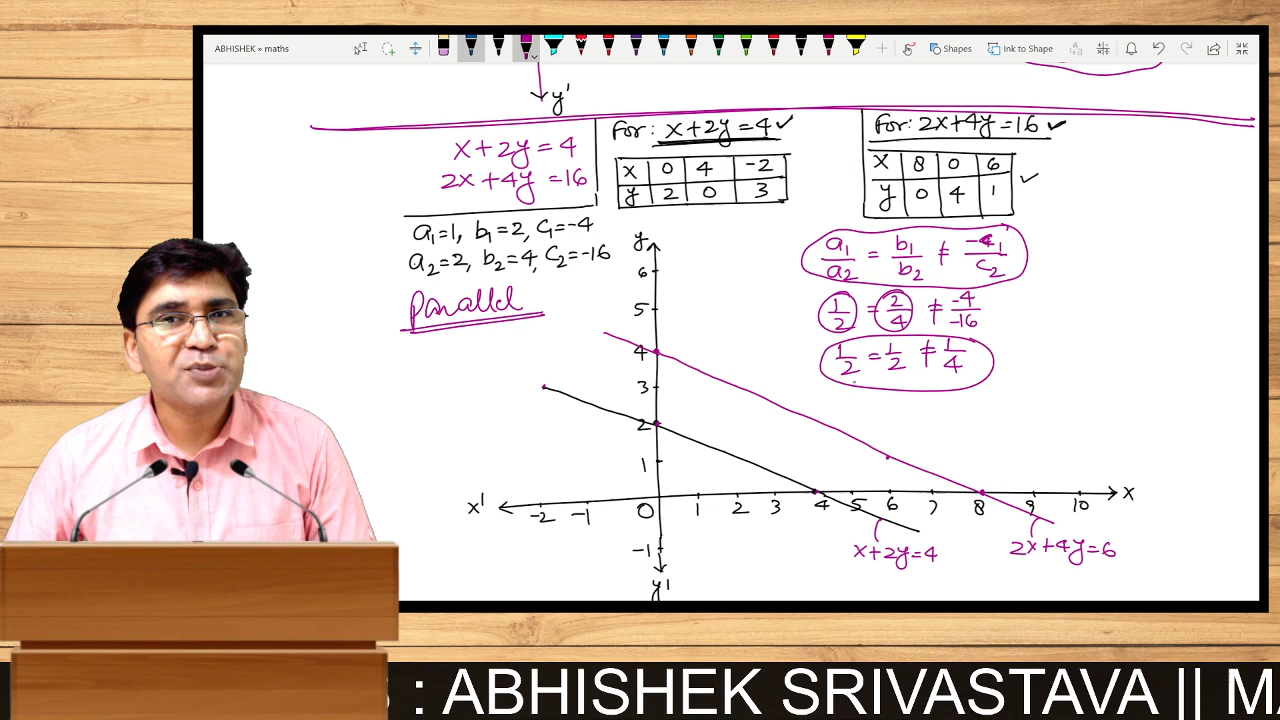 ABHISHEK » maths
Shapes
Ink to Shape
y'
x+2y=4
2x+4y=16
a₁=1, b₁=2, c₁=-4
a₂=2, b₂=4, c₂=-16
Parallel
for: x+2y=4 ✓
x 0 4 -2
y 2 0 3
for: 2x+4y=16 ✓
x 8 0 6
y 0 4 1 ✓
a₁/a₂ = b₁/b₂ ≠ -c₁/c₂
1/2 = 2/4 ≠ -4/-16
1/2 = 1/2 ≠ 1/4
y
6
5
4
3
2
1
x' -2 -1 0 1 2 3 4 5 6 7 8 9 10 x
-1
y'
x+2y=4
2x+4y=6
: ABHISHEK SRIVASTAVA || MA